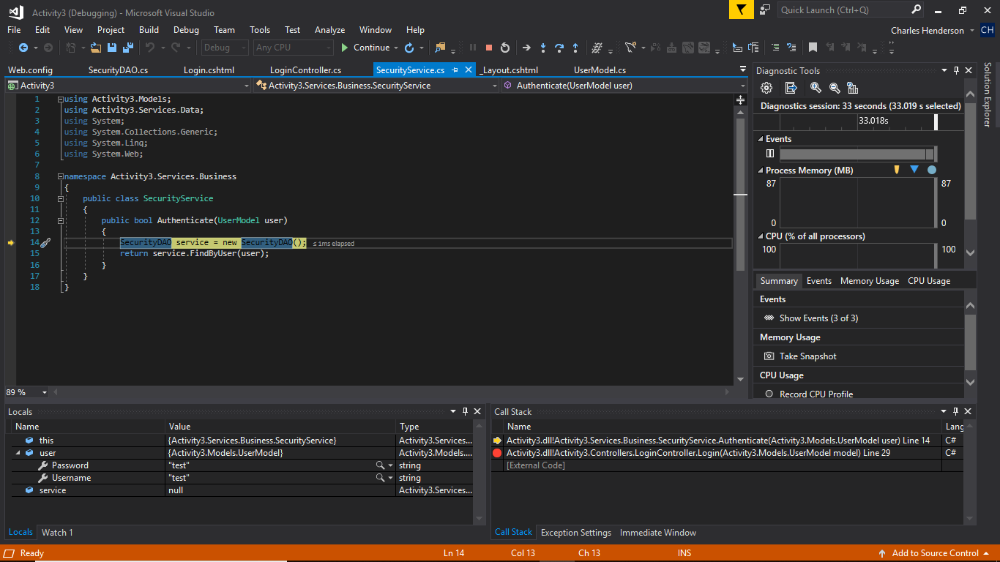 Activity3 (Debugging) - Microsoft Visual Studio
Quick Launch (Ctrl+Q)
File Edit View Project Build Debug Team Tools Test Analyze Window Help
Charles Henderson CH
Debug Any CPU Continue
Web.config SecurityDAO.cs Login.cshtml LoginController.cs SecurityService.cs _Layout.cshtml UserModel.cs
Activity3 Activity3.Services.Business.SecurityService Authenticate(UserModel user)
1 using Activity3.Models;
2 using Activity3.Services.Data;
3 using System;
4 using System.Collections.Generic;
5 using System.Linq;
6 using System.Web;
7
8 namespace Activity3.Services.Business
9 {
10 public class SecurityService
11 {
12 public bool Authenticate(UserModel user)
13 {
14 SecurityDAO service = new SecurityDAO(); ≤ 1ms elapsed
15 return service.FindByUser(user);
16 }
17 }
18 }
89 %
Diagnostic Tools
Diagnostics session: 33 seconds (33.019 s selected)
33.018s
Events
Process Memory (MB)
87 87
0 0
CPU (% of all processors)
100 100
Summary Events Memory Usage CPU Usage
Events
Show Events (3 of 3)
Memory Usage
Take Snapshot
CPU Usage
Record CPU Profile
Solution Explorer
Locals
Name Value Type
this {Activity3.Services.Business.SecurityService} Activity3.Services...
user {Activity3.Models.UserModel} Activity3.Models....
Password "test" string
Username "test" string
service null Activity3.Services...
Locals Watch 1
Call Stack
Name Lang
Activity3.dll!Activity3.Services.Business.SecurityService.Authenticate(Activity3.Models.UserModel user) Line 14 C#
Activity3.dll!Activity3.Controllers.LoginController.Login(Activity3.Models.UserModel model) Line 29 C#
[External Code]
Call Stack Exception Settings Immediate Window
Ready Ln 14 Col 13 Ch 13 INS Add to Source Control